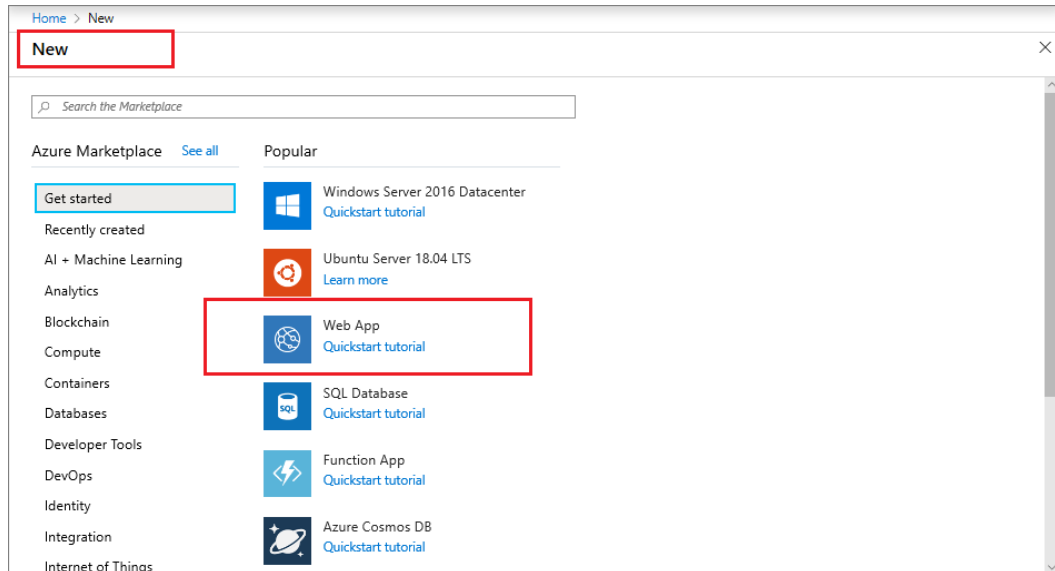 Home > New
New
Search the Marketplace
Azure Marketplace See all
Get started
Recently created
AI + Machine Learning
Analytics
Blockchain
Compute
Containers
Databases
Developer Tools
DevOps
Identity
Integration
Internet of Things
Popular
Windows Server 2016 Datacenter
Quickstart tutorial
Ubuntu Server 18.04 LTS
Learn more
Web App
Quickstart tutorial
SQL Database
SQL
Quickstart tutorial
Function App
Quickstart tutorial
Azure Cosmos DB
Quickstart tutorial